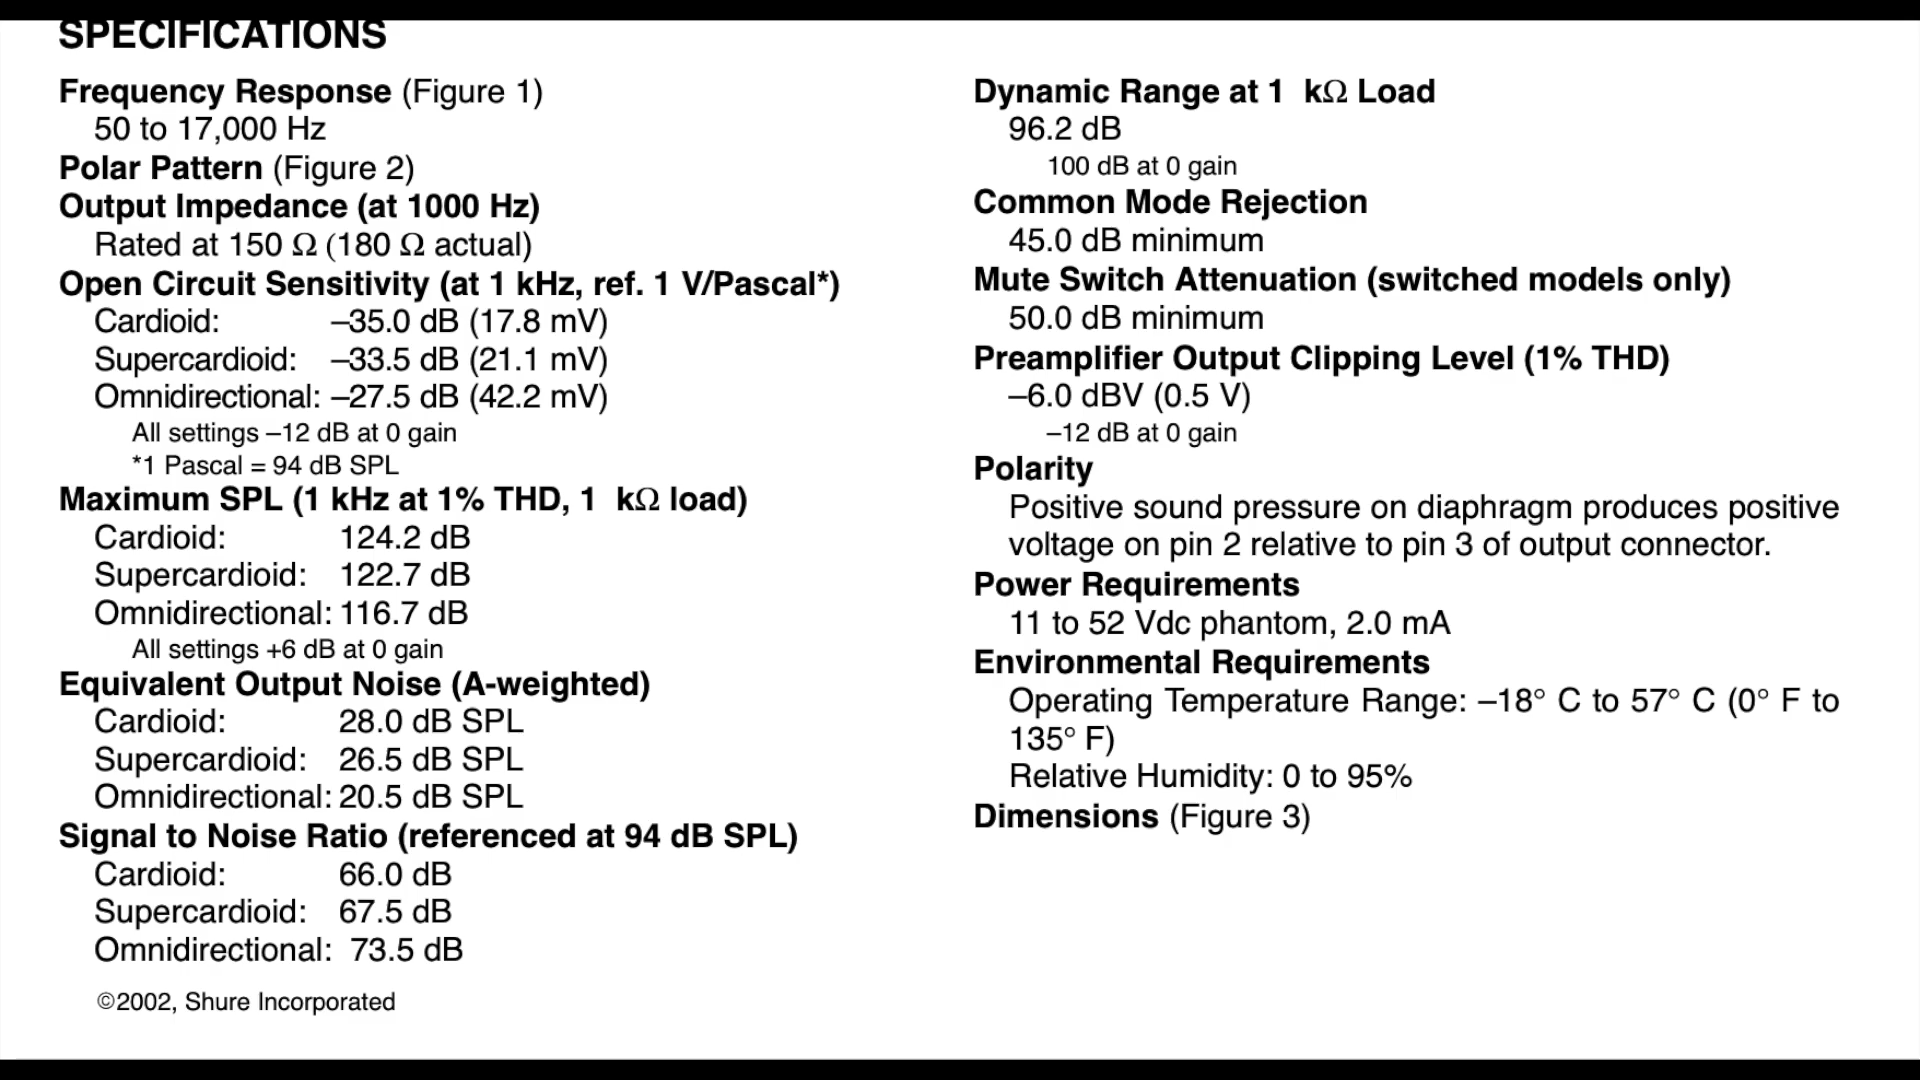 SPECIFICATIONS
Frequency Response (Figure 1)
50 to 17,000 Hz
Polar Pattern (Figure 2)
Output Impedance (at 1000 Hz)
Rated at 150 Ω (180 Ω actual)
Open Circuit Sensitivity (at 1 kHz, ref. 1 V/Pascal*)
Cardioid: –35.0 dB (17.8 mV)
Supercardioid: –33.5 dB (21.1 mV)
Omnidirectional: –27.5 dB (42.2 mV)
All settings –12 dB at 0 gain
*1 Pascal = 94 dB SPL
Maximum SPL (1 kHz at 1% THD, 1 kΩ load)
Cardioid: 124.2 dB
Supercardioid: 122.7 dB
Omnidirectional: 116.7 dB
All settings +6 dB at 0 gain
Equivalent Output Noise (A-weighted)
Cardioid: 28.0 dB SPL
Supercardioid: 26.5 dB SPL
Omnidirectional: 20.5 dB SPL
Signal to Noise Ratio (referenced at 94 dB SPL)
Cardioid: 66.0 dB
Supercardioid: 67.5 dB
Omnidirectional: 73.5 dB
©2002, Shure Incorporated
Dynamic Range at 1 kΩ Load
96.2 dB
100 dB at 0 gain
Common Mode Rejection
45.0 dB minimum
Mute Switch Attenuation (switched models only)
50.0 dB minimum
Preamplifier Output Clipping Level (1% THD)
–6.0 dBV (0.5 V)
–12 dB at 0 gain
Polarity
Positive sound pressure on diaphragm produces positive
voltage on pin 2 relative to pin 3 of output connector.
Power Requirements
11 to 52 Vdc phantom, 2.0 mA
Environmental Requirements
Operating Temperature Range: –18° C to 57° C (0° F to
135° F)
Relative Humidity: 0 to 95%
Dimensions (Figure 3)